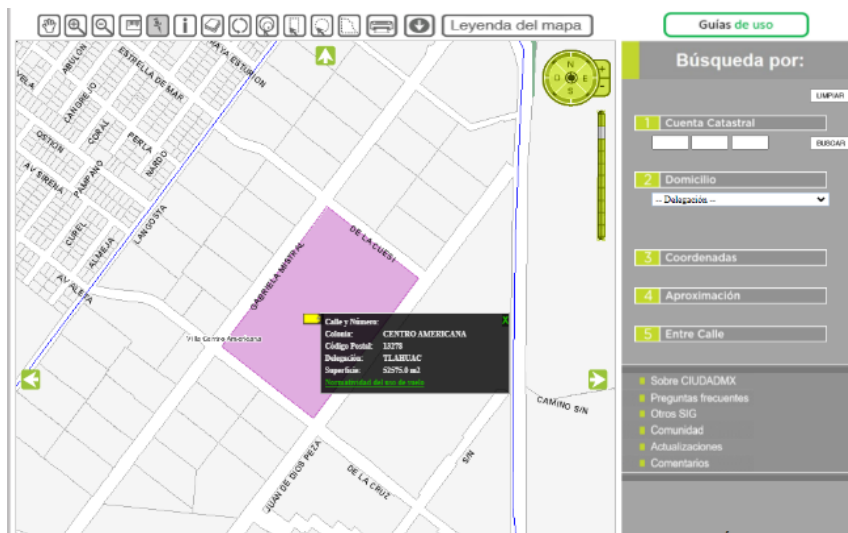 Leyenda del mapa
Guías de uso
Búsqueda por:
LIMPIAR
1 Cuenta Catastral
BUSCAR
2 Domicilio
-- Delegación --
3 Coordenadas
4 Aproximación
5 Entre Calle
Sobre CIUDADMX
Preguntas frecuentes
Otros SIG
Comunidad
Actualizaciones
Comentarios
N
O
E
S
+
-
ABULON
ESTRELLA DE MAR
PAYA ESTURION
VELA
CANGREJO
CORAL
PERLA
NARDO
OSTION
AV SIRENA
PAMPANO
LANGOSTA
CUREL
ALMEJA
AV ALETA
GABRIELA MISTRAL
DE LA CUESI
Villa Centro Americana
Calle y Número:
Colonia: CENTRO AMERICANA
Código Postal: 13278
Delegación: TLAHUAC
Superficie: 52575.0 m2
Normatividad del uso de suelo
X
CAMINO S/N
S/N
JUAN DE DIOS PEZA
DE LA CRUZ